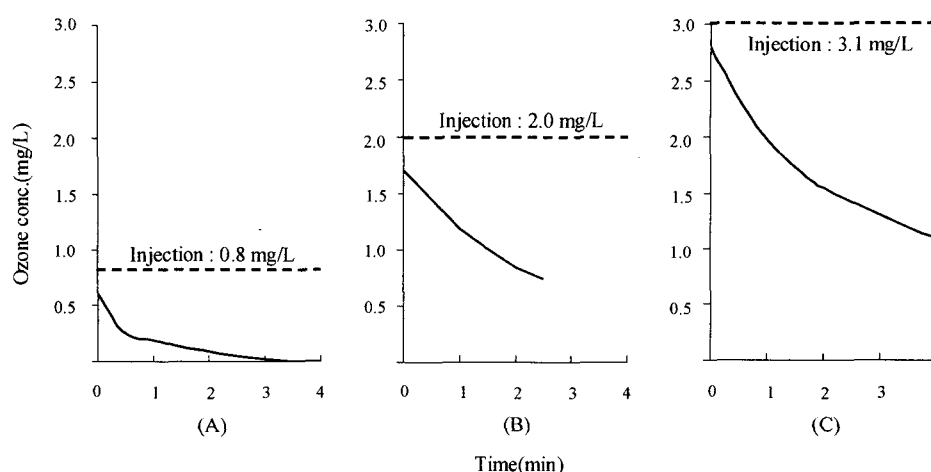 Ozone conc.(mg/L)
3.0
2.5
2.0
1.5
1.0
0.5
Injection : 0.8 mg/L
0 1 2 3 4
(A)
3.0
2.5
2.0
1.5
1.0
0.5
Injection : 2.0 mg/L
0 1 2 3 4
(B)
3.0
2.5
2.0
1.5
1.0
0.5
Injection : 3.1 mg/L
0 1 2 3
(C)
Time(min)